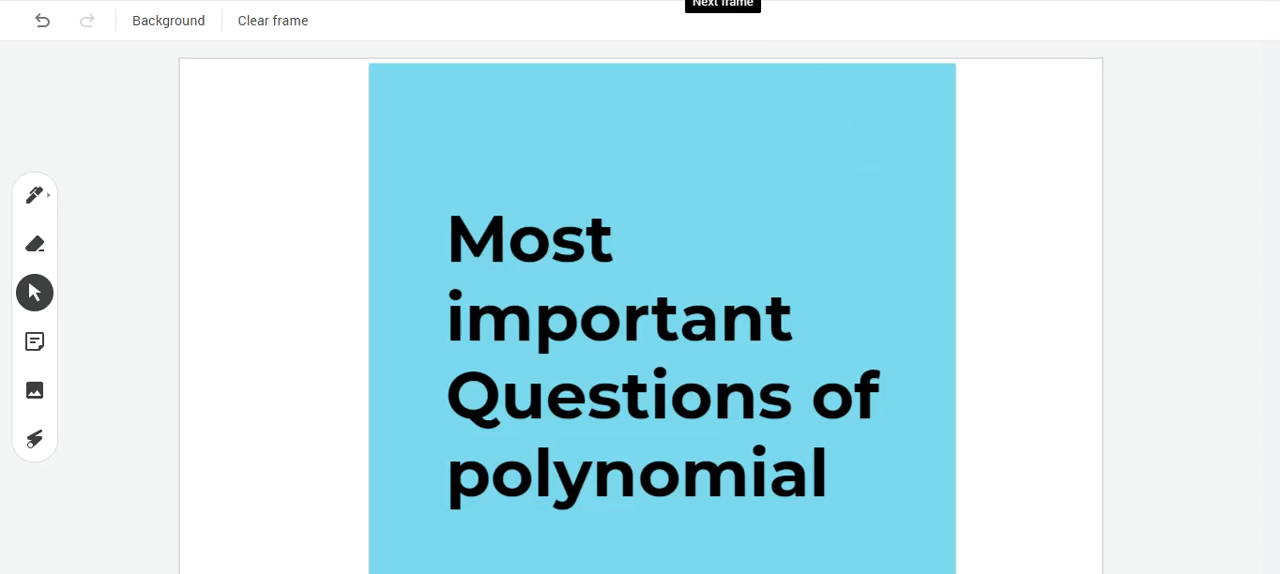 Next frame
Background
Clear frame
Most
important
Questions of
polynomial